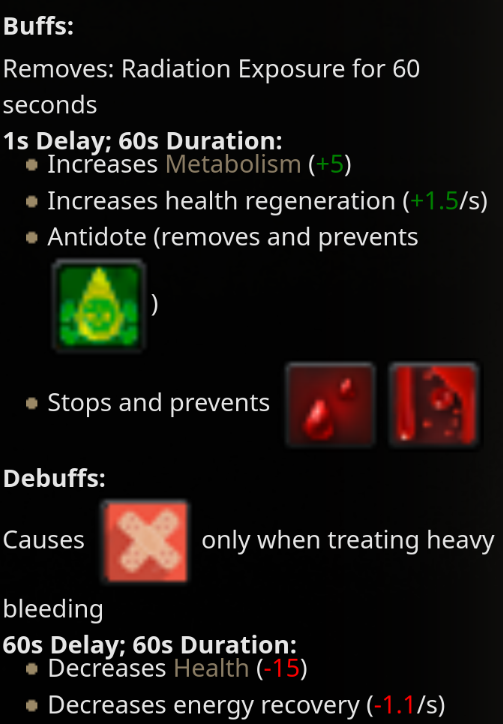 Buffs:
Removes: Radiation Exposure for 60
seconds
1s Delay; 60s Duration:
Increases Metabolism (+5)
Increases health regeneration (+1.5/s)
Antidote (removes and prevents
)
Stops and prevents
Debuffs:
Causes only when treating heavy
bleeding
60s Delay; 60s Duration:
Decreases Health (-15)
Decreases energy recovery (-1.1/s)